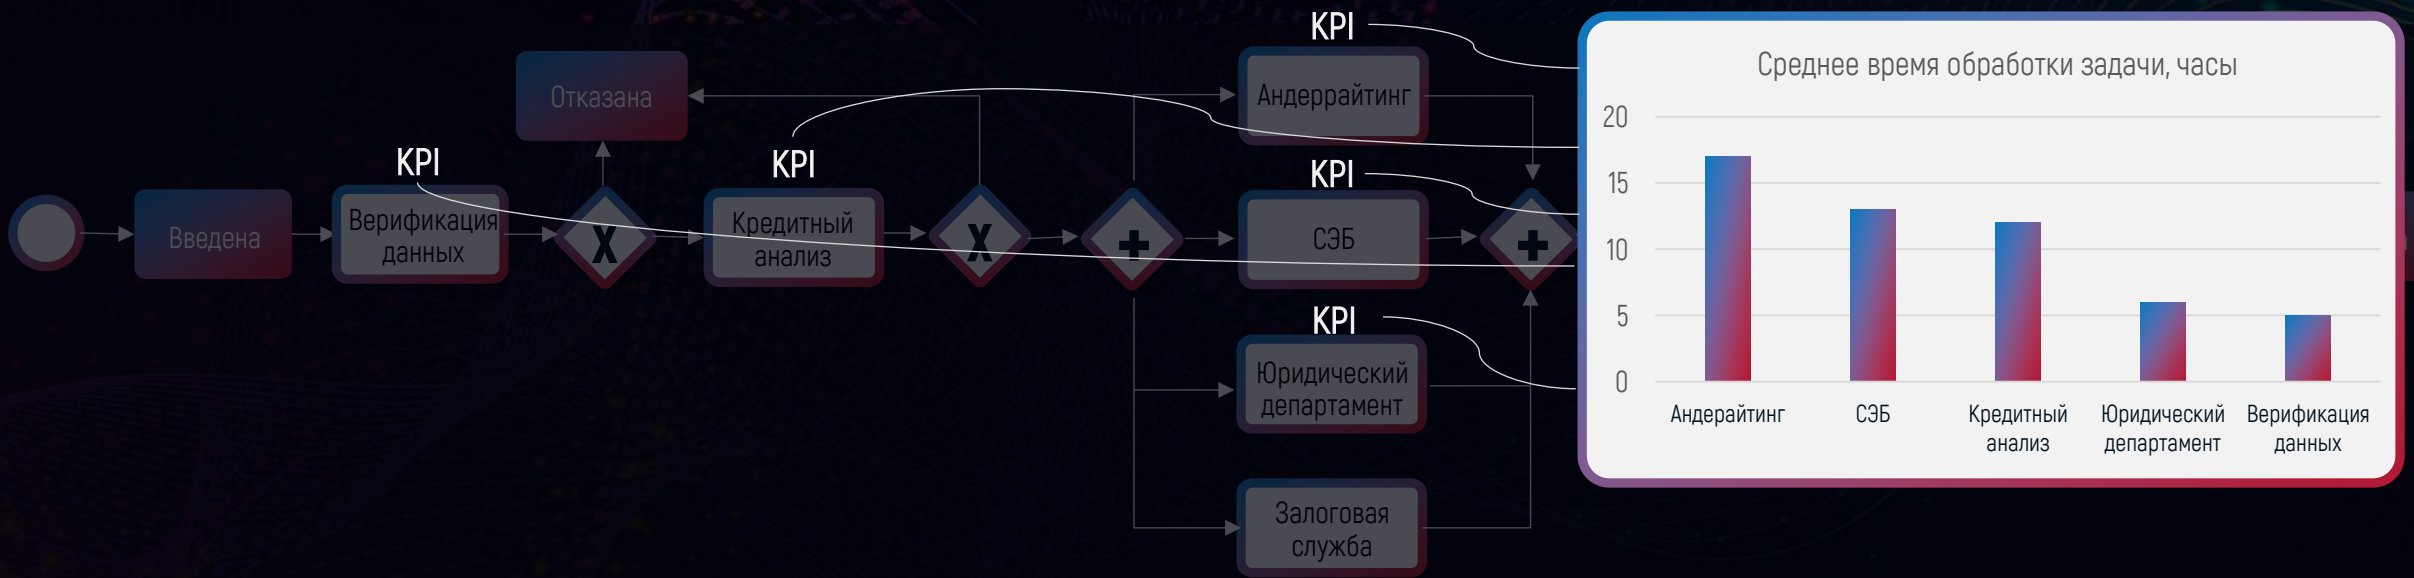 KPI
Отказана
Андеррайтинг
KPI
KPI
KPI
Введена
Верификация
данных
X
Кредитный
анализ
X
+
СЭБ
+
KPI
Юридический
департамент
Залоговая
служба
Среднее время обработки задачи, часы
20
15
10
5
0
Андерайтинг
СЭБ
Кредитный
анализ
Юридический
департамент
Верификация
данных